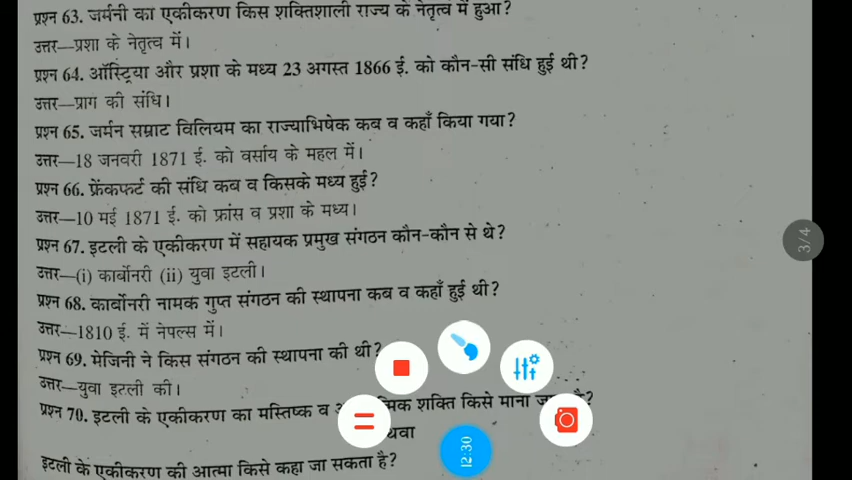 प्रश्न 63. जर्मनी का एकीकरण किस शक्तिशाली राज्य के नेतृत्व में हुआ?
उत्तर—प्रशा के नेतृत्व में।
प्रश्न 64. ऑस्ट्रिया और प्रशा के मध्य 23 अगस्त 1866 ई. को कौन-सी संधि हुई थी?
उत्तर—प्राग की संधि।
प्रश्न 65. जर्मन सम्राट विलियम का राज्याभिषेक कब व कहाँ किया गया?
उत्तर—18 जनवरी 1871 ई. को वर्साय के महल में।
प्रश्न 66. फ्रेंकफर्ट की संधि कब व किसके मध्य हुई?
उत्तर—10 मई 1871 ई. को फ्रांस व प्रशा के मध्य।
प्रश्न 67. इटली के एकीकरण में सहायक प्रमुख संगठन कौन-कौन से थे?
उत्तर—(i) कार्बोनरी (ii) युवा इटली।
प्रश्न 68. कार्बोनरी नामक गुप्त संगठन की स्थापना कब व कहाँ हुई थी?
उत्तर—1810 ई. में नेपल्स में।
प्रश्न 69. मेजिनी ने किस संगठन की स्थापना की थी?
उत्तर—युवा इटली की।
प्रश्न 70. इटली के एकीकरण का मस्तिष्क व शक्ति किसे माना
इटली के एकीकरण की आत्मा किसे कहा जा सकता है?
3/4
12:30